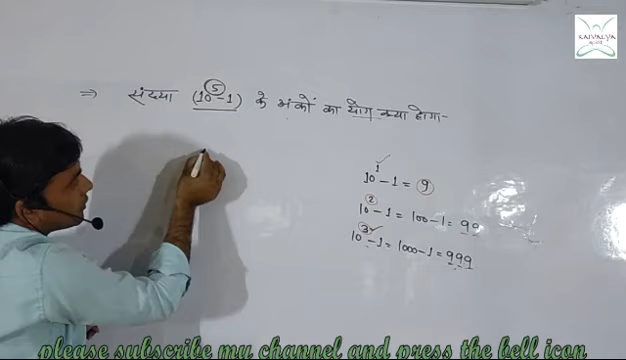 ⇒ संख्या (10⁵-1) के अंकों का योग क्या होगा-
10¹ - 1 = 9
10² - 1 = 100 - 1 = 99
10³ - 1 = 1000 - 1 = 999
KAIVALYA
please subscribe my channel and press the bell icon